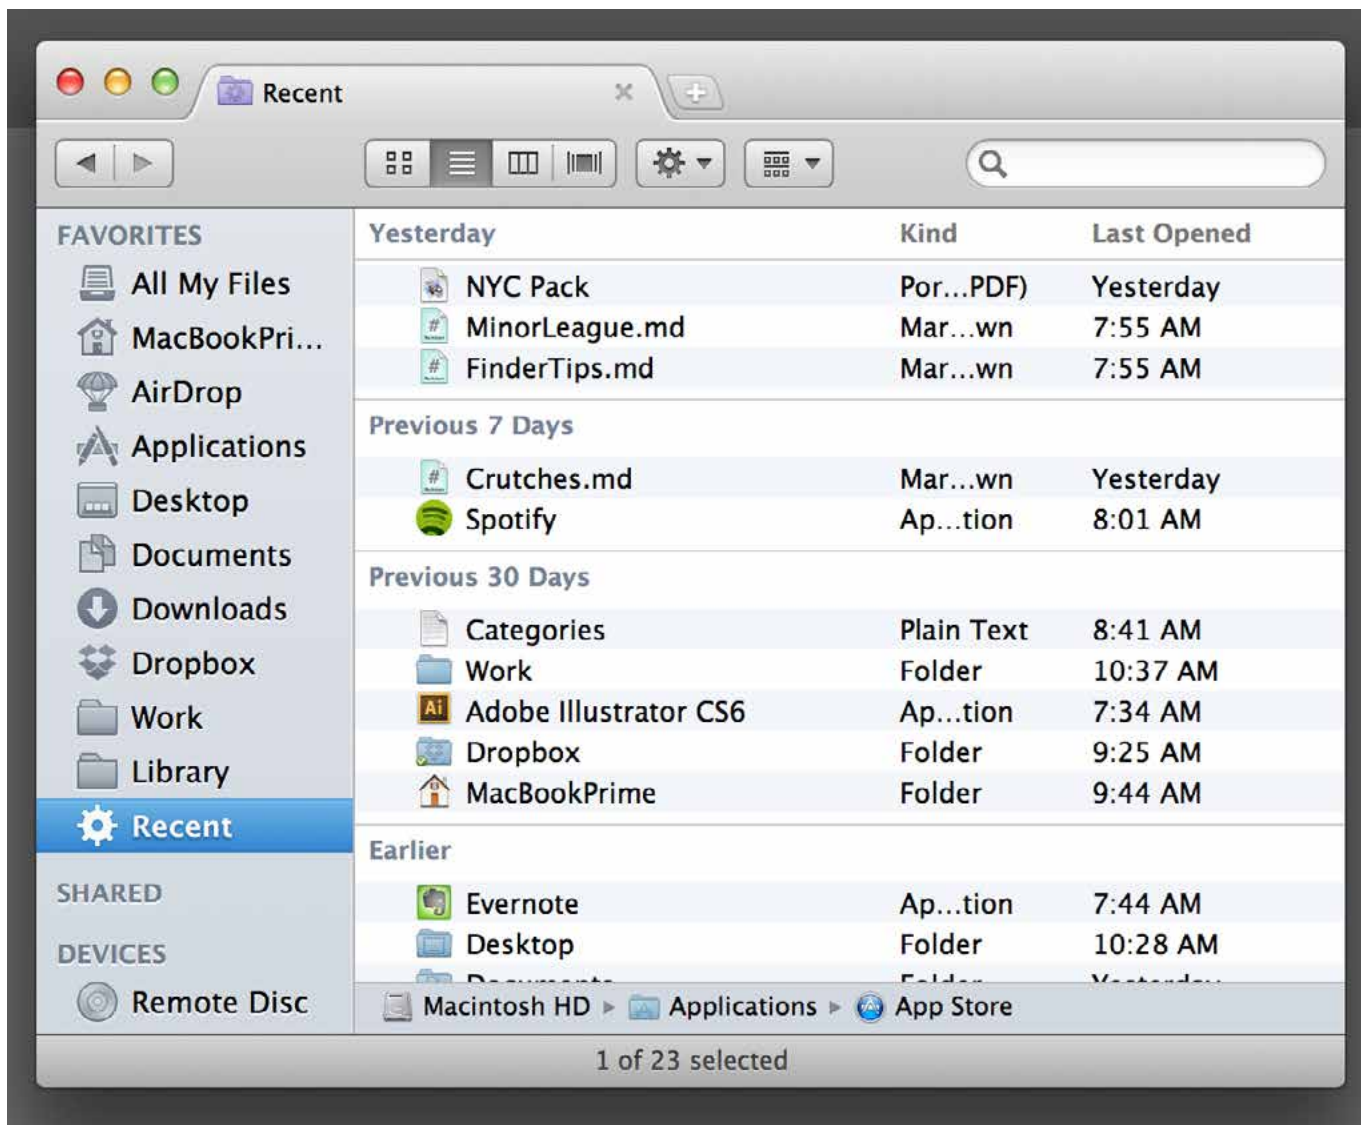 Recent
FAVORITES
All My Files
MacBookPri...
AirDrop
Applications
Desktop
Documents
Downloads
Dropbox
Work
Library
Recent
SHARED
DEVICES
Remote Disc
Yesterday Kind Last Opened
NYC Pack Por...PDF) Yesterday
MinorLeague.md Mar...wn 7:55 AM
FinderTips.md Mar...wn 7:55 AM
Previous 7 Days
Crutches.md Mar...wn Yesterday
Spotify Ap...tion 8:01 AM
Previous 30 Days
Categories Plain Text 8:41 AM
Work Folder 10:37 AM
Ai Adobe Illustrator CS6 Ap...tion 7:34 AM
Dropbox Folder 9:25 AM
MacBookPrime Folder 9:44 AM
Earlier
Evernote Ap...tion 7:44 AM
Desktop Folder 10:28 AM
Documents Folder Yesterday
Macintosh HD ▸ Applications ▸ App Store
1 of 23 selected